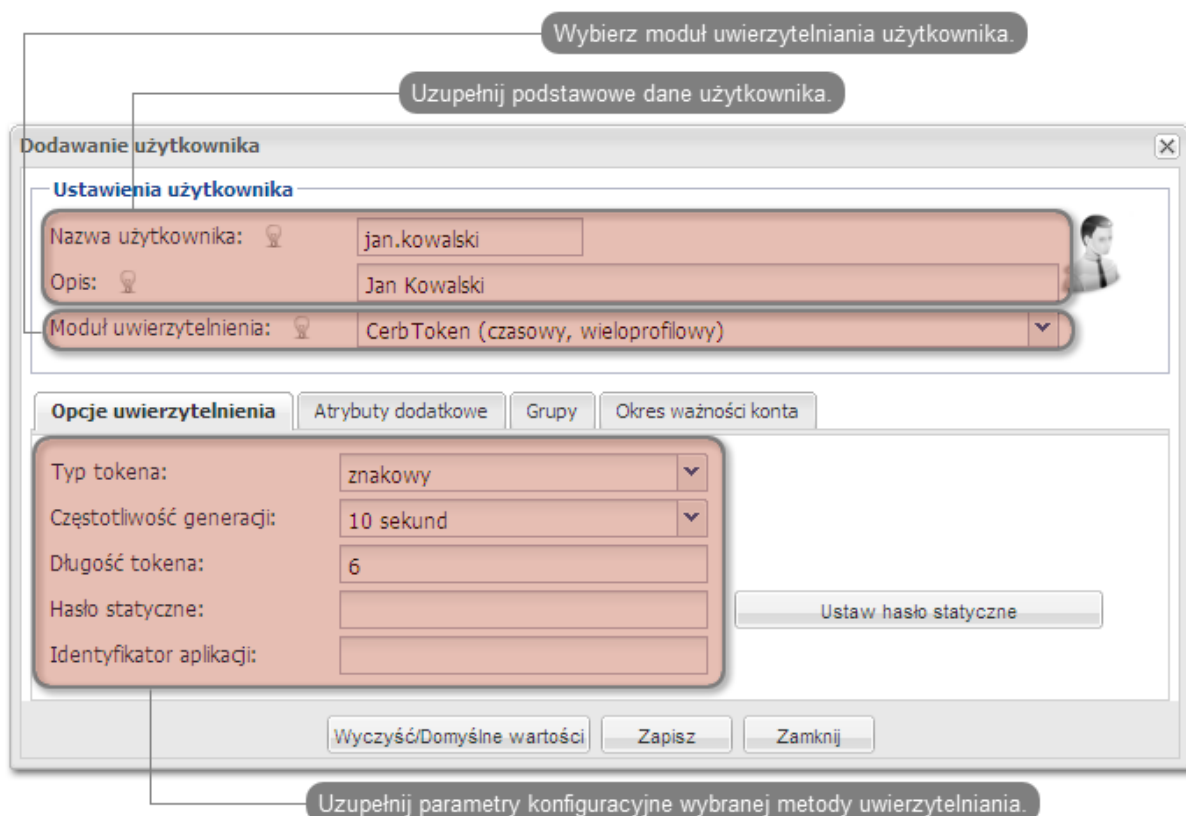 Wybierz moduł uwierzytelniania użytkownika.
Uzupełnij podstawowe dane użytkownika.
Dodawanie użytkownika
Ustawienia użytkownika
Nazwa użytkownika: jan.kowalski
Opis: Jan Kowalski
Moduł uwierzytelnienia: CerbToken (czasowy, wieloprofilowy)
Opcje uwierzytelnienia Atrybuty dodatkowe Grupy Okres ważności konta
Typ tokena: znakowy
Częstotliwość generacji: 10 sekund
Długość tokena: 6
Hasło statyczne: Ustaw hasło statyczne
Identyfikator aplikacji:
Wyczyść/Domyślne wartości Zapisz Zamknij
Uzupełnij parametry konfiguracyjne wybranej metody uwierzytelniania.